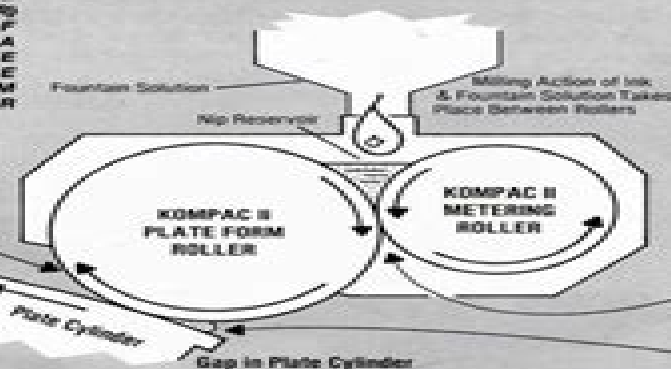 Fountain Solution
Milling Action of Ink
& Fountain Solution Takes
Place Between Rollers
Nip Reservoir
KOMPAC II
PLATE FORM
ROLLER
KOMPAC II
METERING
ROLLER
Plate Cylinder
Gap in Plate Cylinder